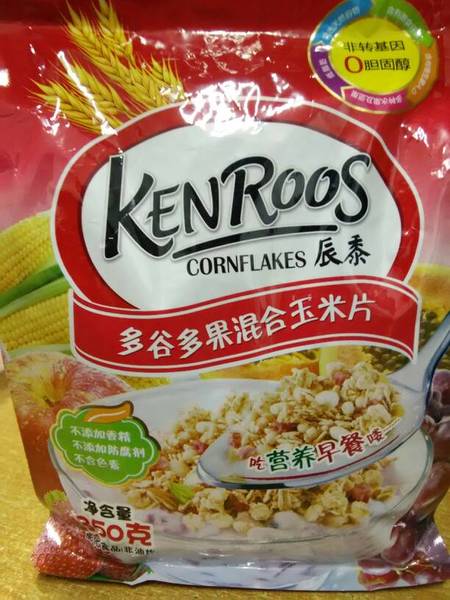 非转基因
0胆固醇
KENROOS
CORNFLAKES 辰黍
多谷多果混合玉米片
吃营养早餐喽
不添加香精
不添加防腐剂
不含色素
净含量
350克